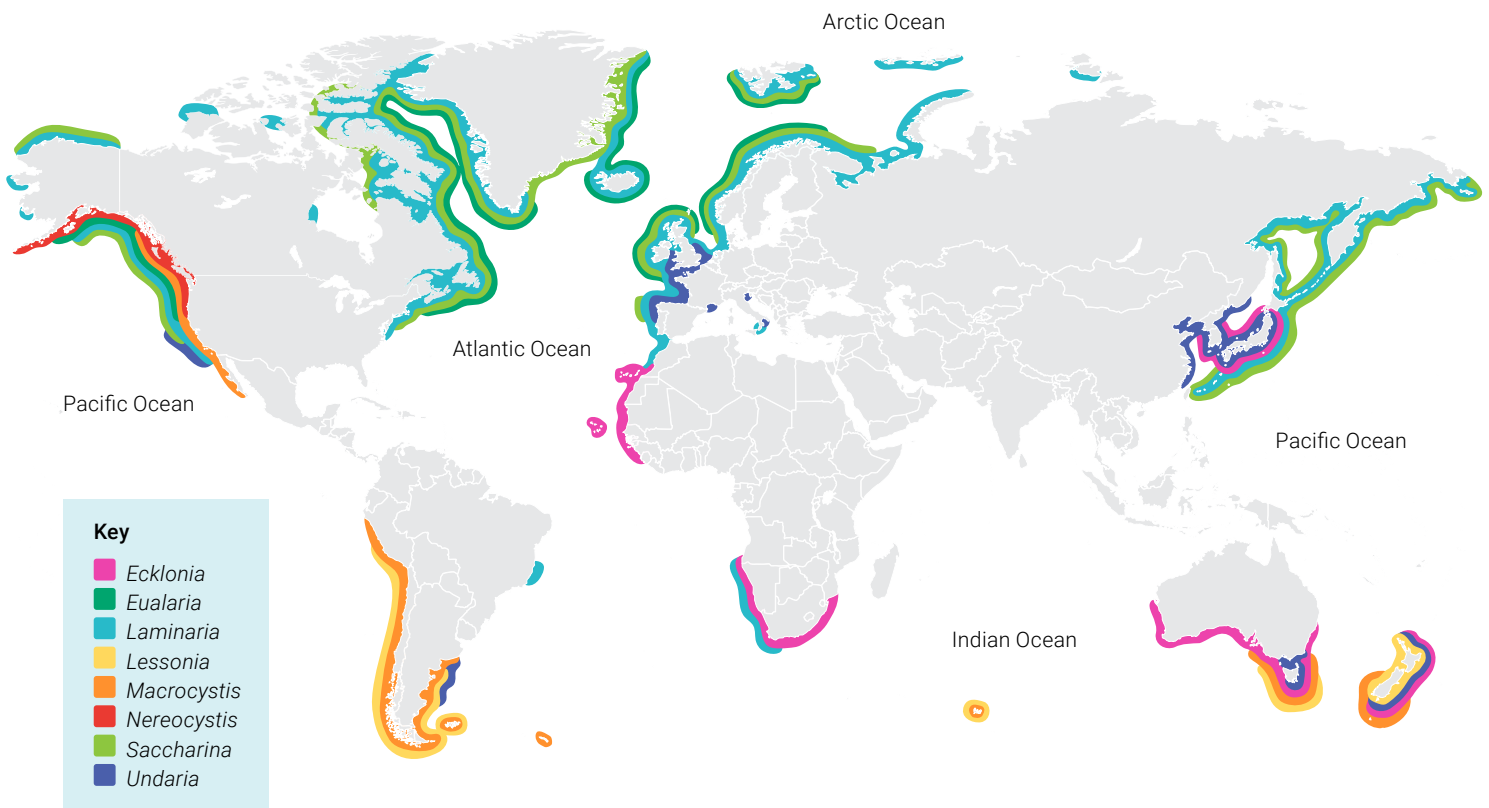 Arctic Ocean
Atlantic Ocean
Pacific Ocean
Pacific Ocean
Indian Ocean
Key
Ecklonia
Eualaria
Laminaria
Lessonia
Macrocystis
Nereocystis
Saccharina
Undaria